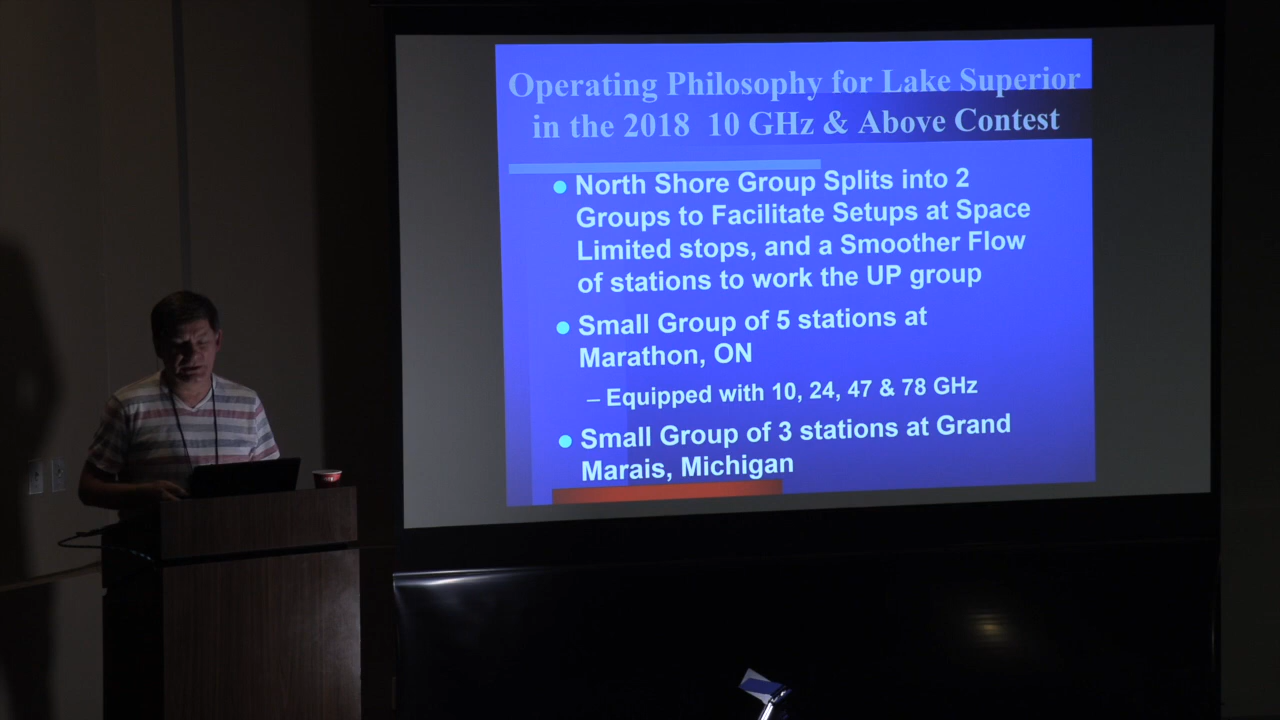 Operating Philosophy for Lake Superior
in the 2018 10 GHz & Above Contest
● North Shore Group Splits into 2
Groups to Facilitate Setups at Space
Limited stops, and a Smoother Flow
of stations to work the UP group
● Small Group of 5 stations at
Marathon, ON
– Equipped with 10, 24, 47 & 78 GHz
● Small Group of 3 stations at Grand
Marais, Michigan